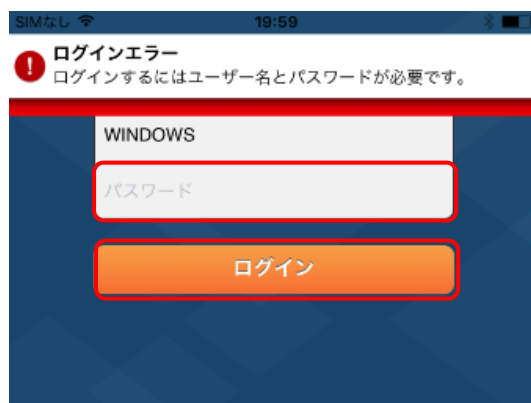 SIMなし 19:59
ログインエラー
ログインするにはユーザー名とパスワードが必要です。
WINDOWS
パスワード
ログイン